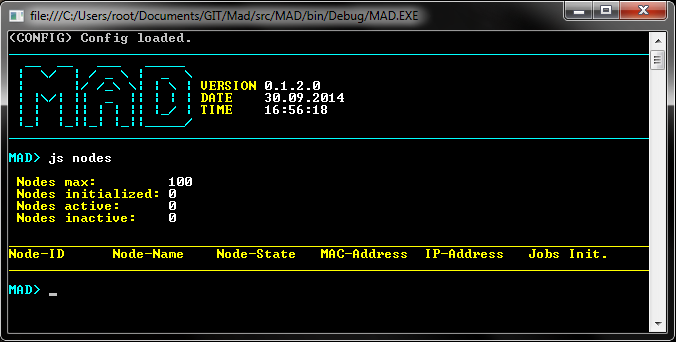 file:///C:/Users/root/Documents/GIT/Mad/src/MAD/bin/Debug/MAD.EXE
(CONFIG) Config loaded.
MAD
VERSION 0.1.2.0
DATE 30.09.2014
TIME 16:56:18
MAD> js nodes
Nodes max: 100
Nodes initialized: 0
Nodes active: 0
Nodes inactive: 0
Node-ID Node-Name Node-State MAC-Address IP-Address Jobs Init.
MAD> _